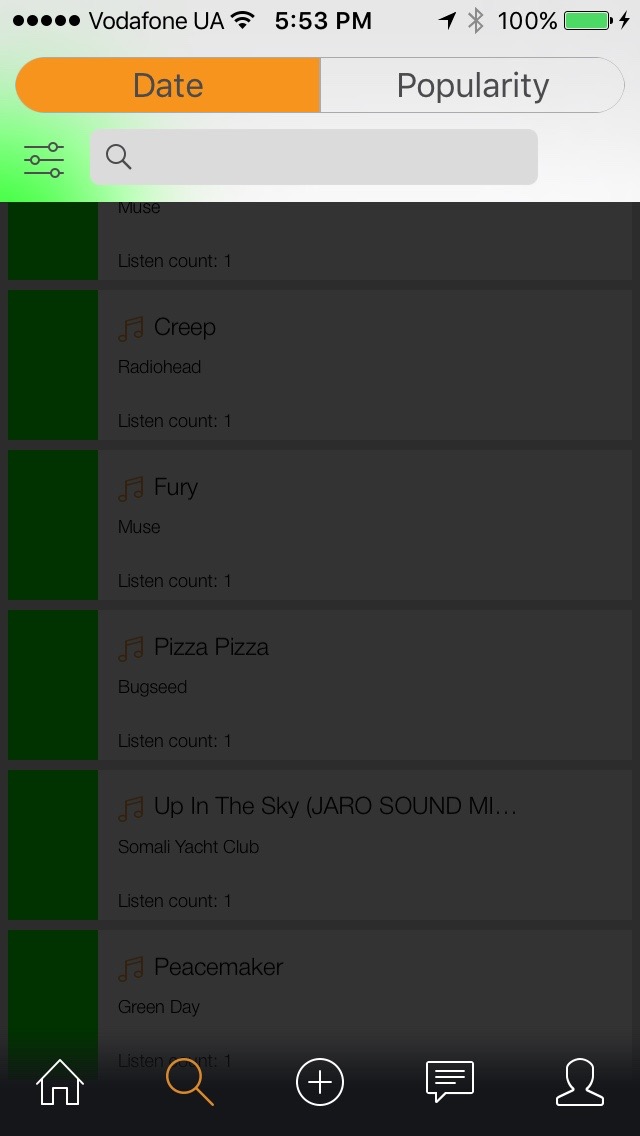 Vodafone UA 5:53 PM 100%
Date Popularity
Muse
Listen count: 1
Creep
Radiohead
Listen count: 1
Fury
Muse
Listen count: 1
Pizza Pizza
Bugseed
Listen count: 1
Up In The Sky (JARO SOUND MI...
Somali Yacht Club
Listen count: 1
Peacemaker
Green Day
Listen count: 1